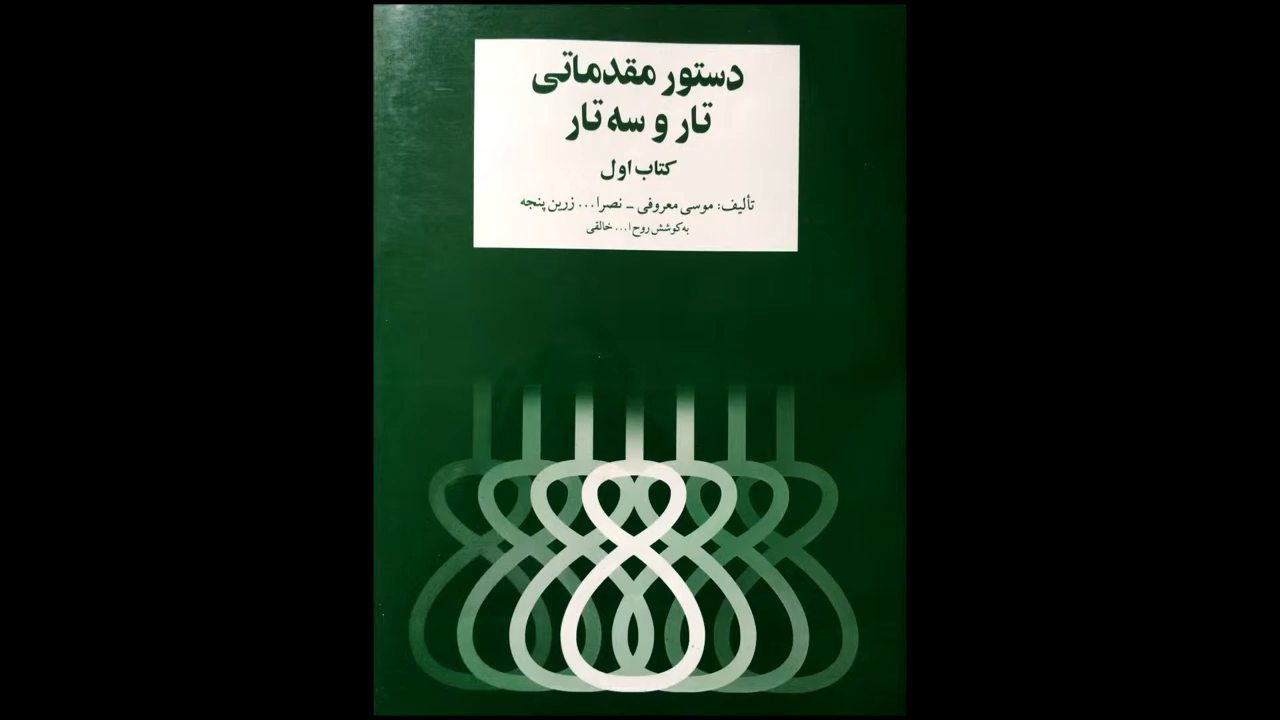 دستور مقدماتی
تار و سه تار
کتاب اول
تألیف: موسی معروفی - نصرا... زرین پنجه
به کوشش روح ا... خالقی